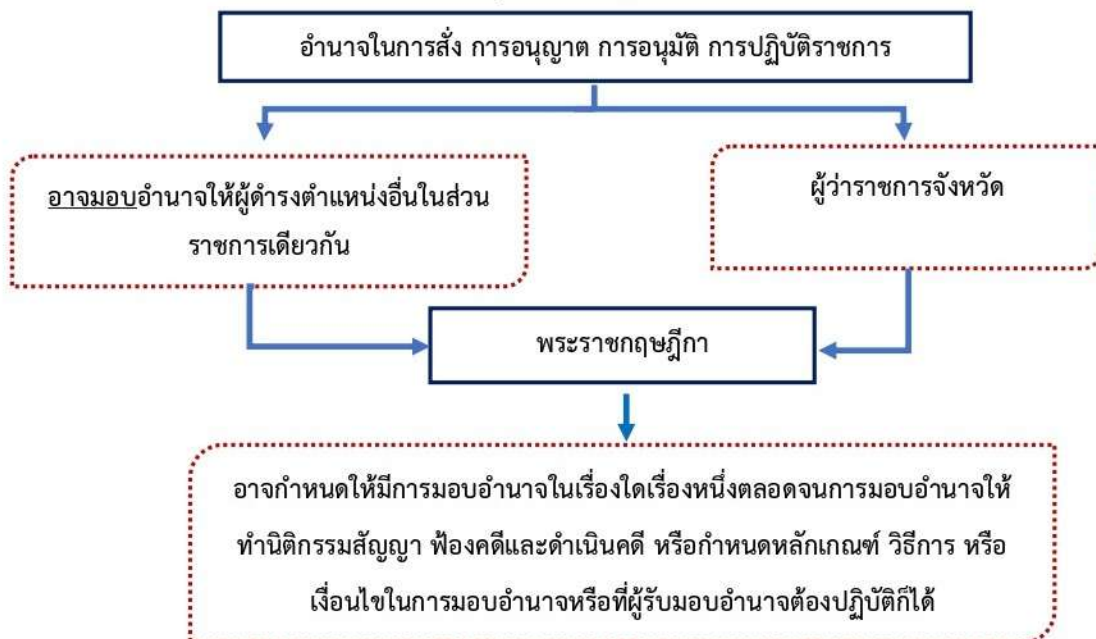 อำนาจในการสั่ง การอนุญาต การอนุมัติ การปฏิบัติราชการ
อาจมอบอำนาจให้ผู้ดำรงตำแหน่งอื่นในส่วน
ราชการเดียวกัน
ผู้ว่าราชการจังหวัด
พระราชกฤษฎีกา
อาจกำหนดให้มีการมอบอำนาจในเรื่องใดเรื่องหนึ่งตลอดจนการมอบอำนาจให้
ทำนิติกรรมสัญญา ฟ้องคดีและดำเนินคดี หรือกำหนดหลักเกณฑ์ วิธีการ หรือ
เงื่อนไขในการมอบอำนาจหรือที่ผู้รับมอบอำนาจต้องปฏิบัติก็ได้